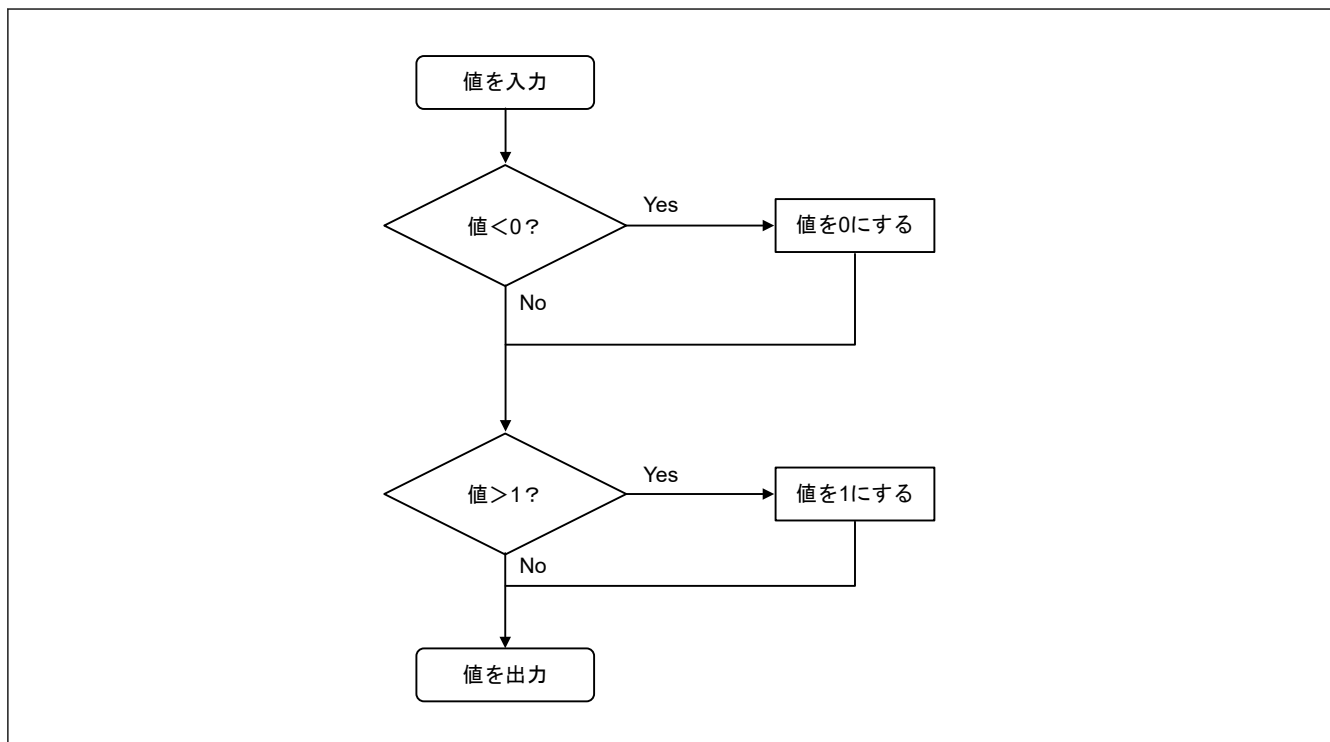 値を入力
値＜0？
Yes
値を0にする
No
値＞1？
Yes
値を1にする
No
値を出力